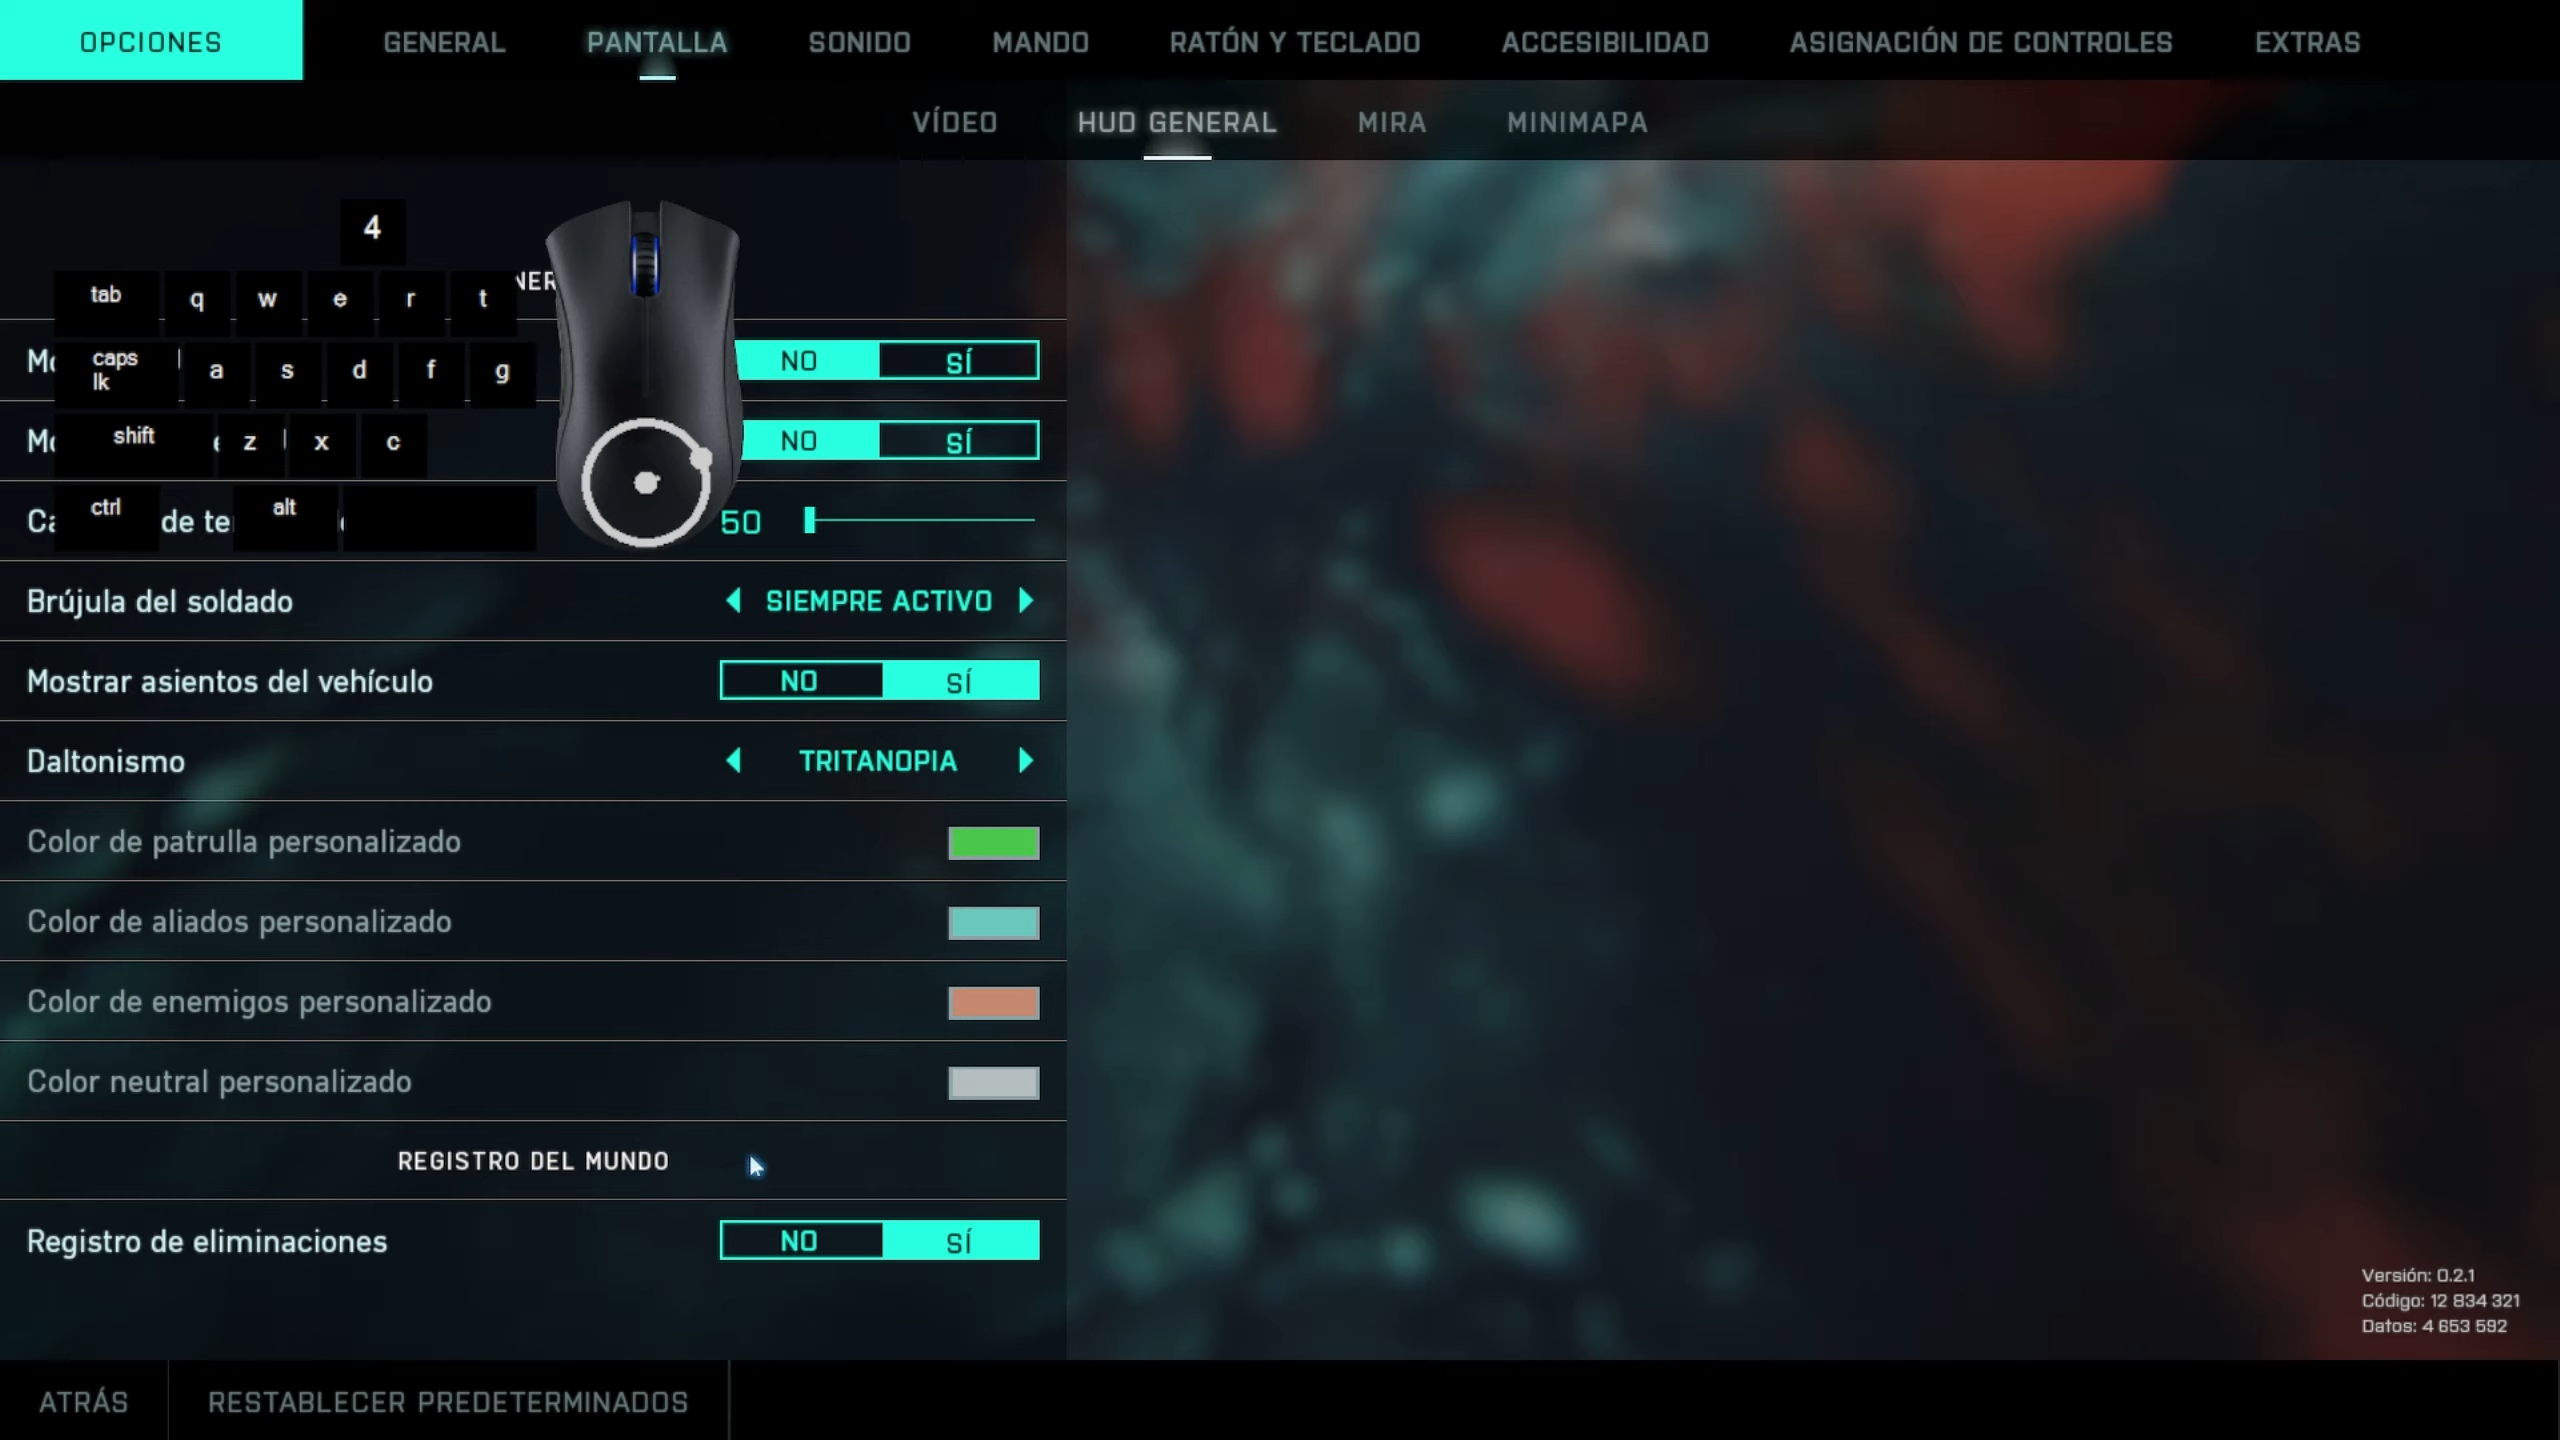 OPCIONES GENERAL PANTALLA SONIDO MANDO RATÓN Y TECLADO ACCESIBILIDAD ASIGNACIÓN DE CONTROLES EXTRAS
VÍDEO HUD GENERAL MIRA MINIMAPA
4
tab q w e r t
caps lk a s d f g
NO SÍ
shift z x c
NO SÍ
ctrl de alt
50
Brújula del soldado SIEMPRE ACTIVO
Mostrar asientos del vehículo NO SÍ
Daltonismo TRITANOPIA
Color de patrulla personalizado
Color de aliados personalizado
Color de enemigos personalizado
Color neutral personalizado
REGISTRO DEL MUNDO
Registro de eliminaciones NO SÍ
Versión: 0.2.1
Código: 12 834 321
Datos: 4 653 592
ATRÁS RESTABLECER PREDETERMINADOS